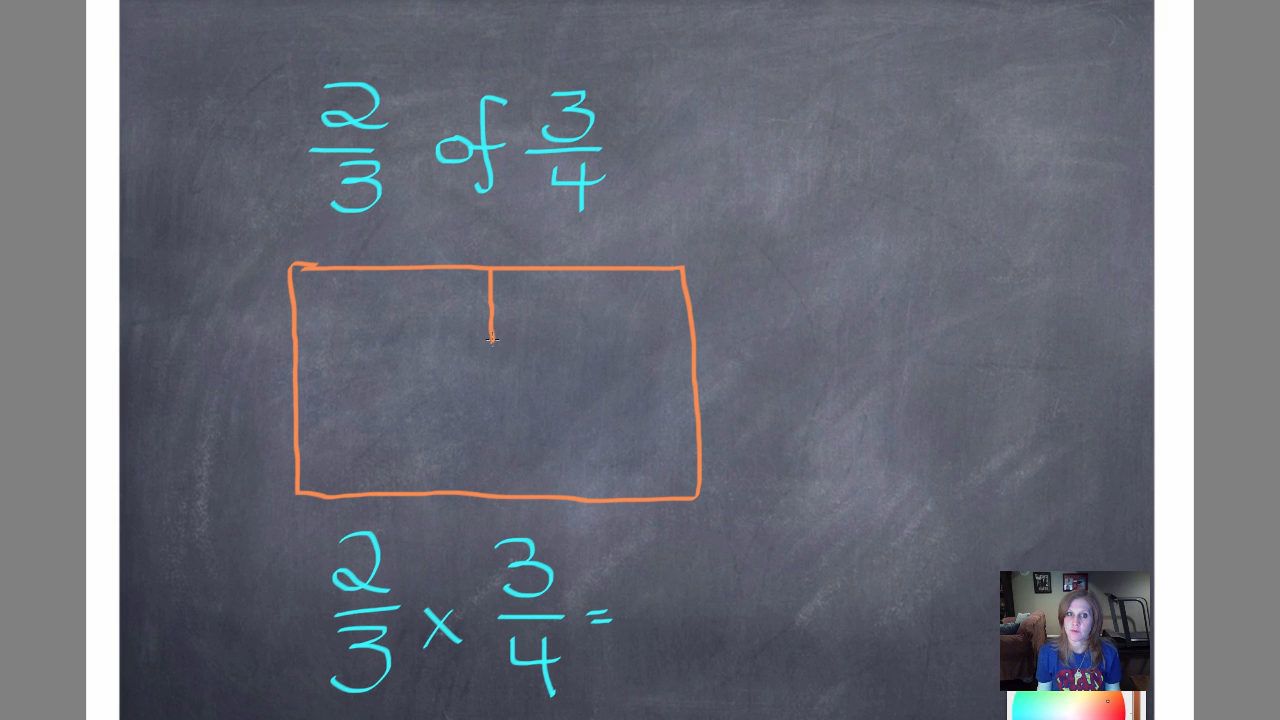 2/3 of 3/4
2/3 x 3/4 =